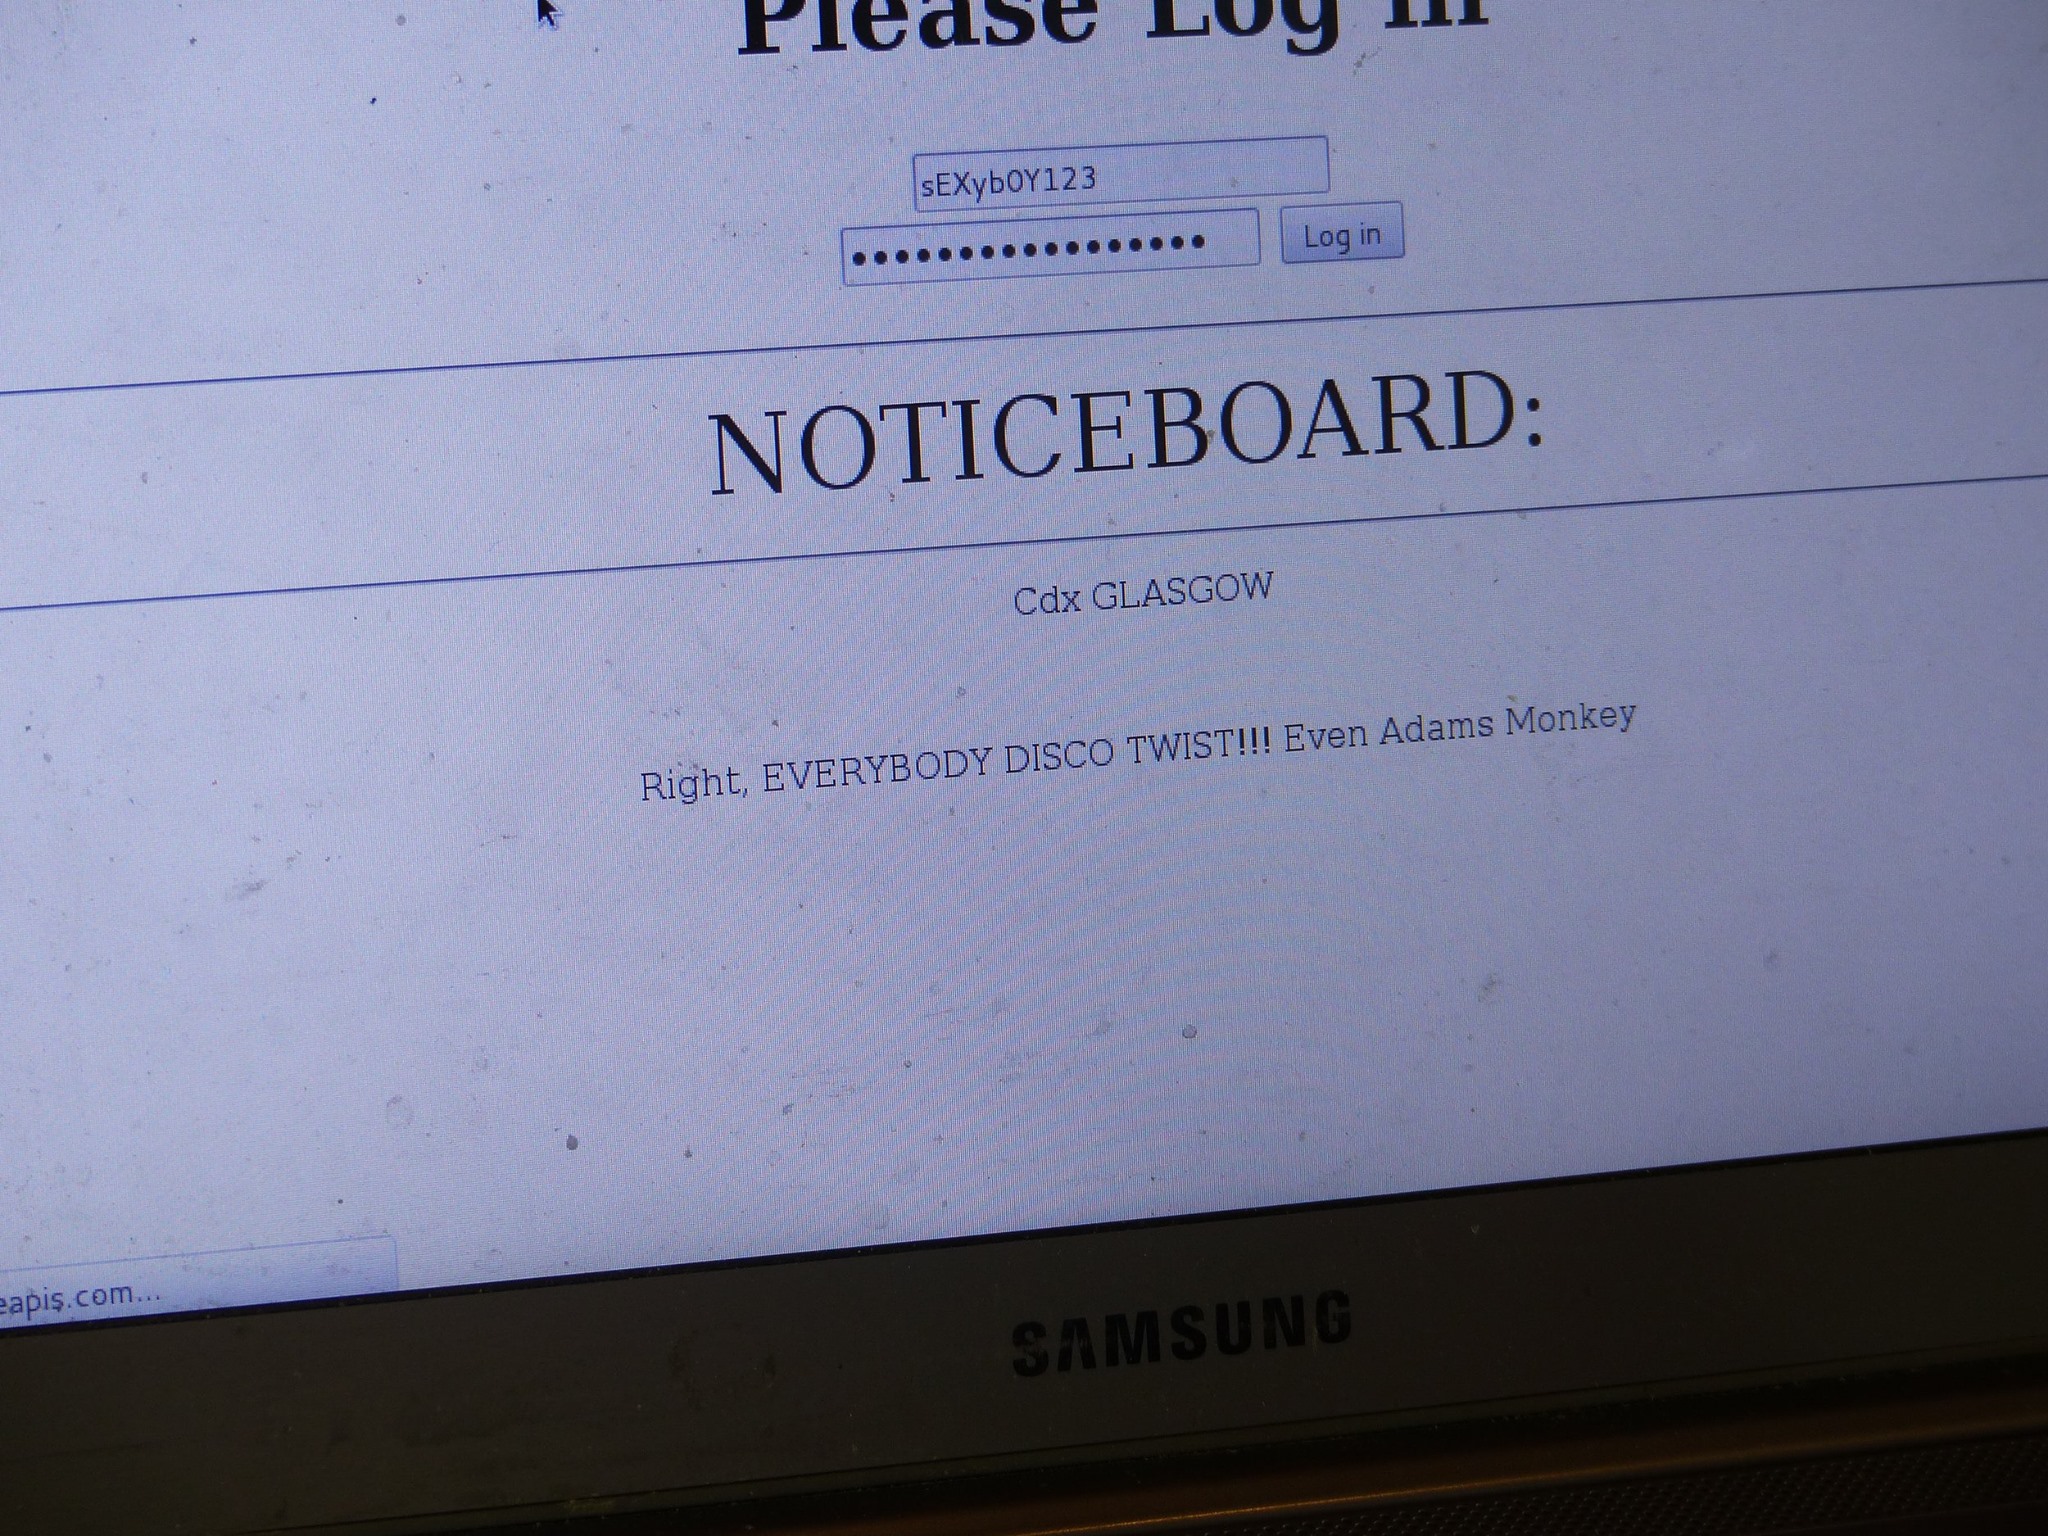 Please Log in
sEXyb0Y123
•••••••••••••••••
Log in
NOTICEBOARD:
Cdx GLASGOW
Right, EVERYBODY DISCO TWIST!!! Even Adams Monkey
eapis.com...
SAMSUNG